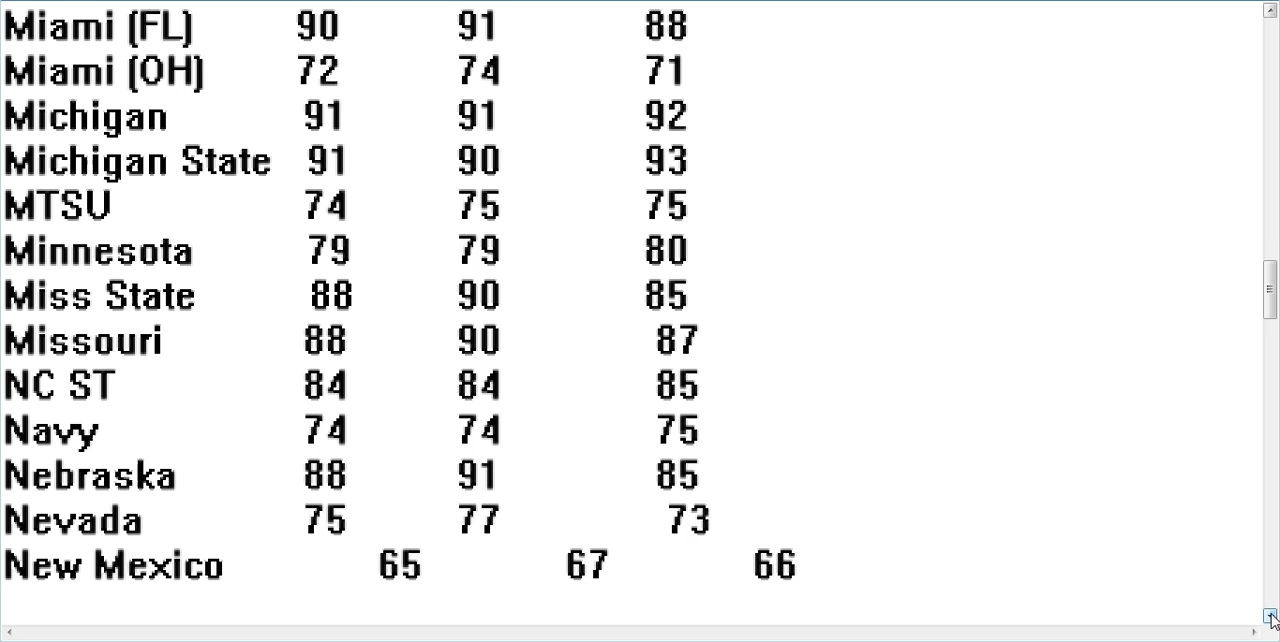 Miami (FL) 90 91 88
Miami (OH) 72 74 71
Michigan 91 91 92
Michigan State 91 90 93
MTSU 74 75 75
Minnesota 79 79 80
Miss State 88 90 85
Missouri 88 90 87
NC ST 84 84 85
Navy 74 74 75
Nebraska 88 91 85
Nevada 75 77 73
New Mexico 65 67 66